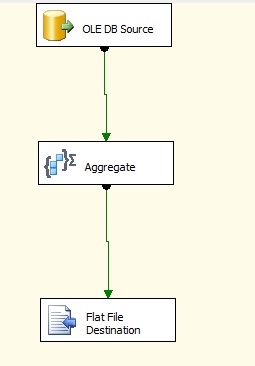 OLE DB Source
Aggregate
Flat File
Destination